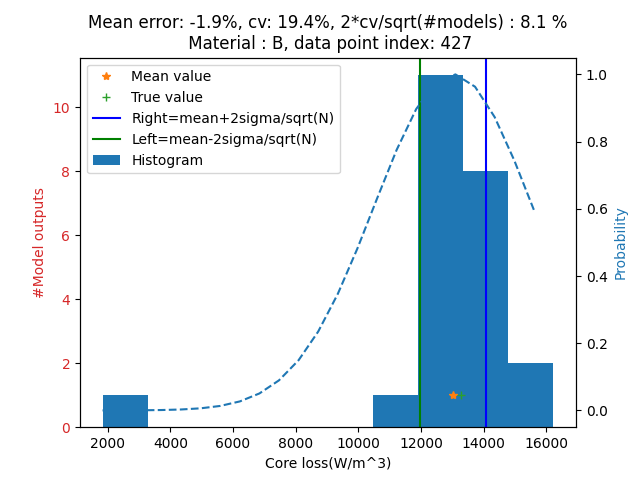 Mean error: -1.9%, cv: 19.4%, 2*cv/sqrt(#models) : 8.1 %
Material : B, data point index: 427
Mean value
True value
Right=mean+2sigma/sqrt(N)
Left=mean-2sigma/sqrt(N)
Histogram
#Model outputs
10
8
6
4
2
0
1.0
0.8
0.6
0.4
0.2
0.0
Probability
2000 4000 6000 8000 10000 12000 14000 16000
Core loss(W/m^3)